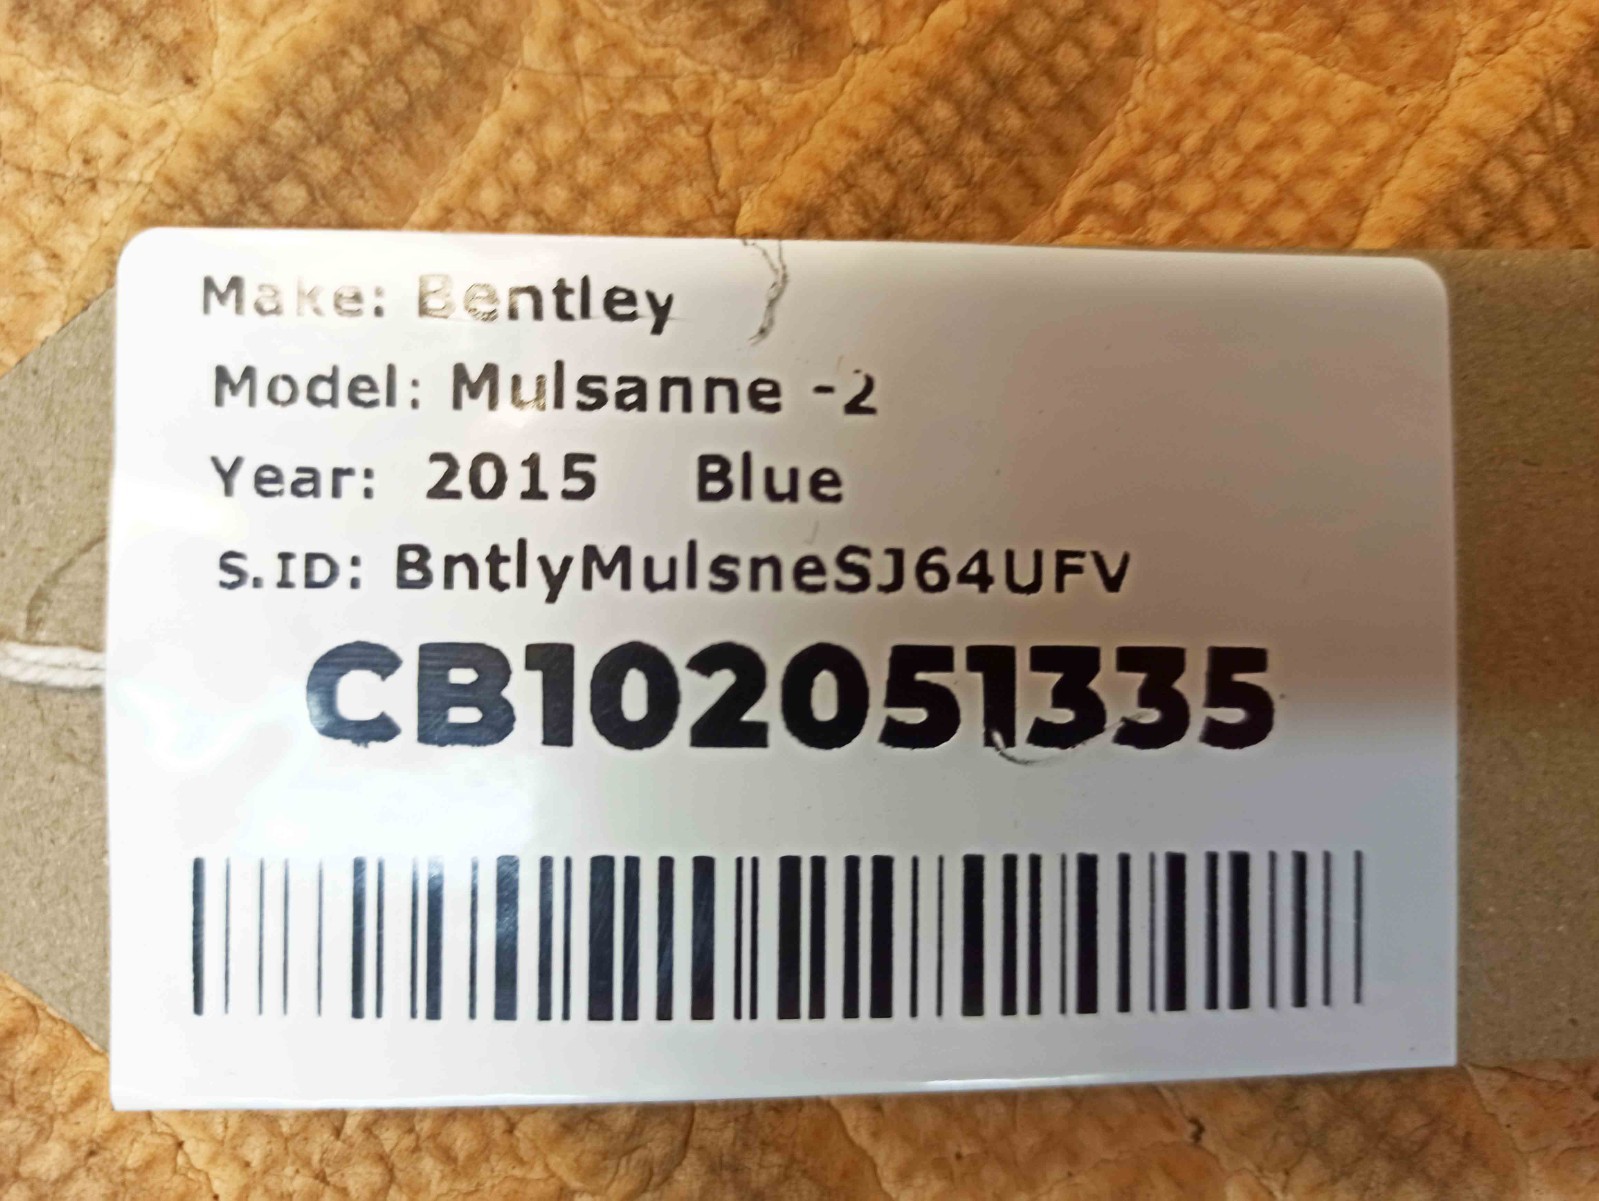 Make: Bentley
Model: Mulsanne -2
Year: 2015 Blue
S.ID: BntlyMulsneSJ64UFV
CB102051335